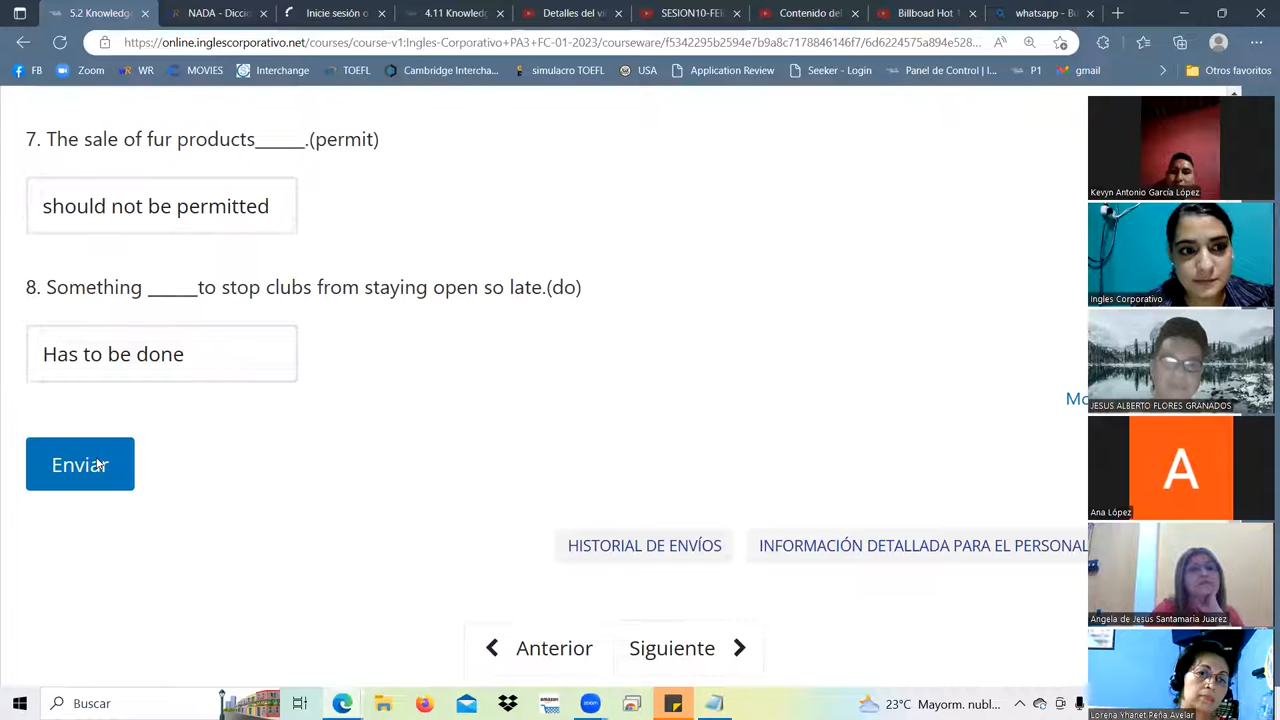 5.2 Knowledg
NADA - Diccio
Inicie sesión o
4.11 Knowledg
Detalles del vi
SESION10-FEB
Contenido del
Billboad Hot 1
whatsapp - Bu
https://online.inglescorporativo.net/courses/course-v1:Ingles-Corporativo+PA3+FC-01-2023/courseware/f5342295b2594e7b9a8c7178846146f7/6d6224575a894e528...
FB
Zoom
WR
MOVIES
Interchange
TOEFL
Cambridge Intercha...
simulacro TOEFL
USA
Application Review
Seeker - Login
Panel de Control | I...
P1
gmail
Otros favoritos
7. The sale of fur products_____.(permit)
should not be permitted
8. Something _____to stop clubs from staying open so late.(do)
Has to be done
Mo
Enviar
HISTORIAL DE ENVÍOS
INFORMACIÓN DETALLADA PARA EL PERSONAL
Anterior
Siguiente
Kevyn Antonio García López
Ingles Corporativo
JESUS ALBERTO FLORES GRANADOS
A
Ana López
Angela de Jesús Santamaria Juarez
Lorena Yhanet Peña Avelar
Buscar
23°C Mayorm. nubl...